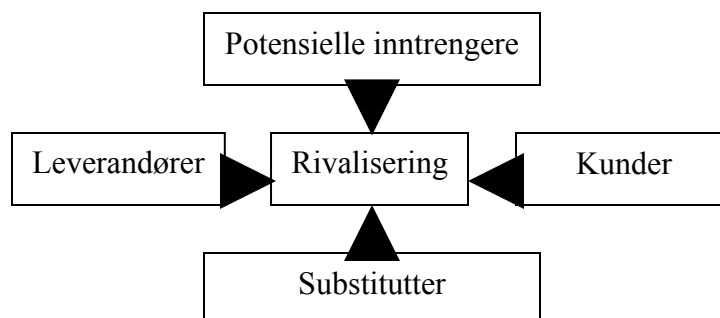 Potensielle inntrengere
Leverandører
Rivalisering
Kunder
Substitutter